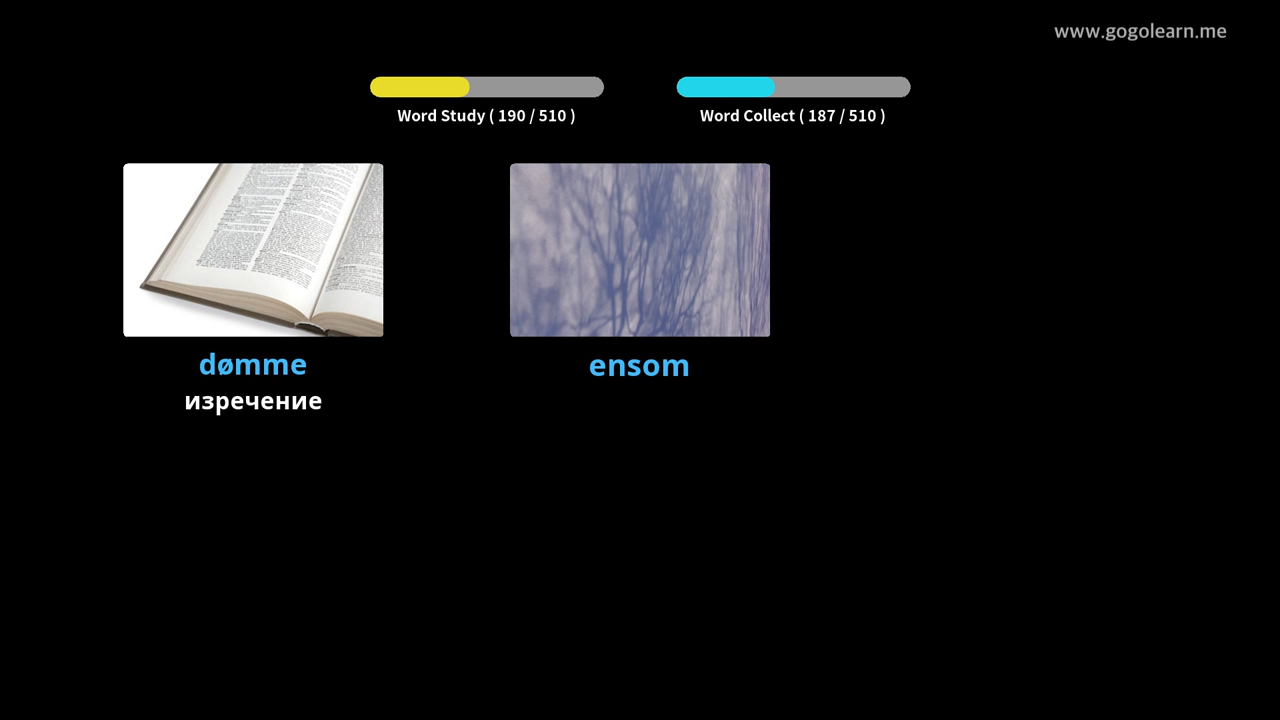 www.gogolearn.me
Word Study ( 190 / 510 )
Word Collect ( 187 / 510 )
dømme
изречение
ensom